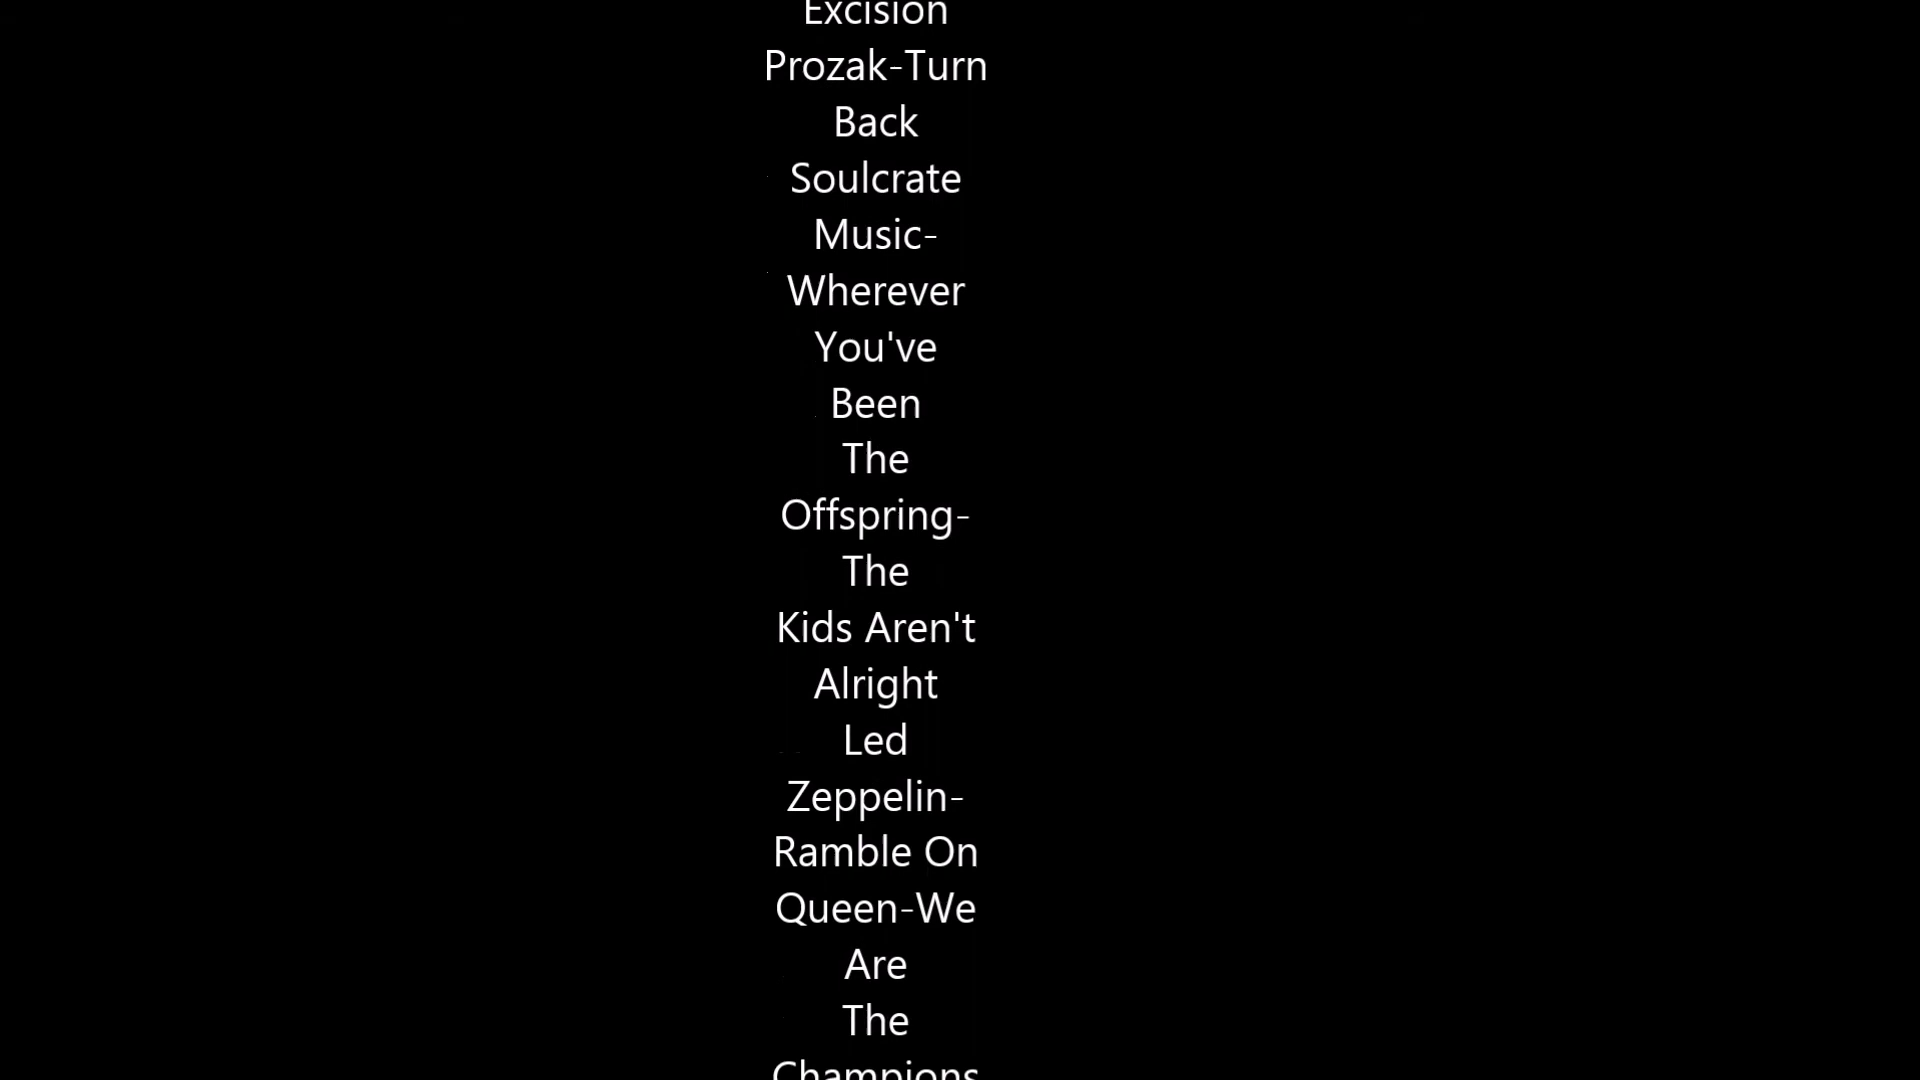 Excision
Prozak-Turn
Back
Soulcrate
Music-
Wherever
You've
Been
The
Offspring-
The
Kids Aren't
Alright
Led
Zeppelin-
Ramble On
Queen-We
Are
The
Champions